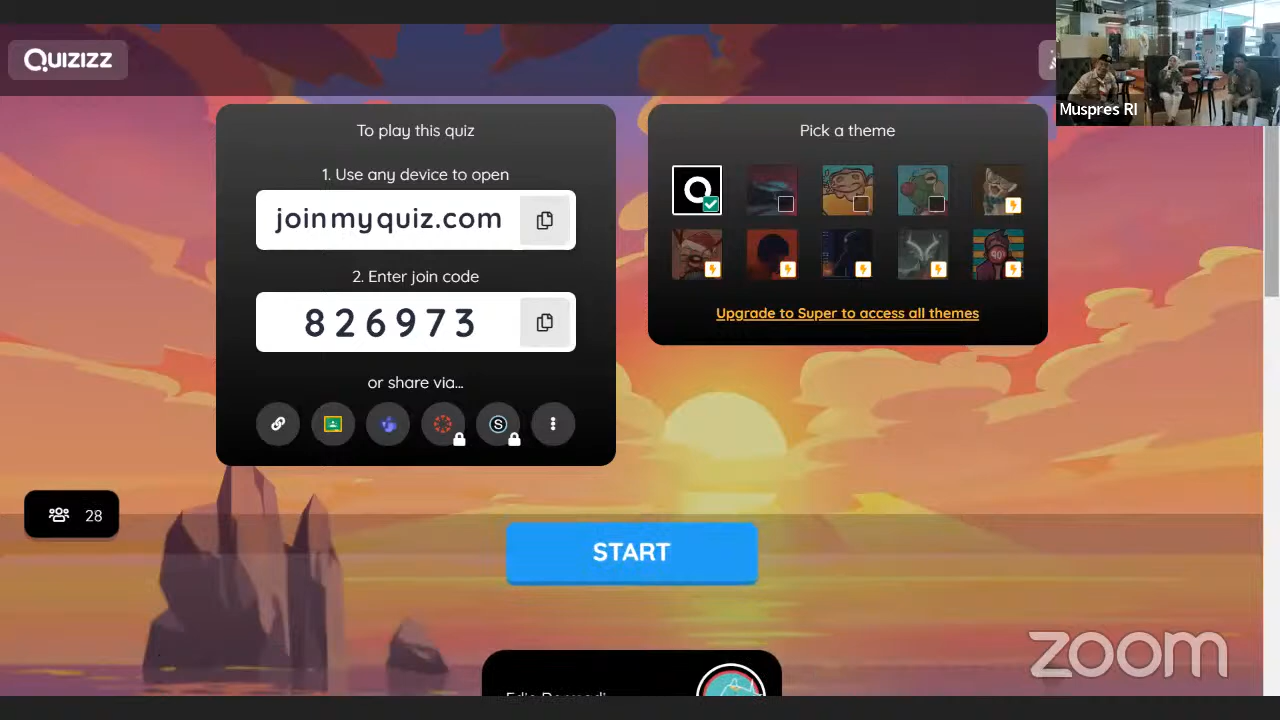 Quizizz
Muspres RI
To play this quiz
1. Use any device to open
joinmyquiz.com
2. Enter join code
826973
or share via...
S
Pick a theme
Upgrade to Super to access all themes
28
START
zoom